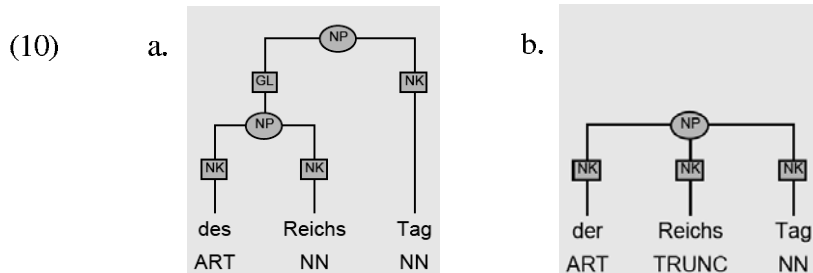 (10) a. b.
NP
GL NK
NP NP
NK NK NK NK NK
des Reichs Tag der Reichs Tag
ART NN NN ART TRUNC NN